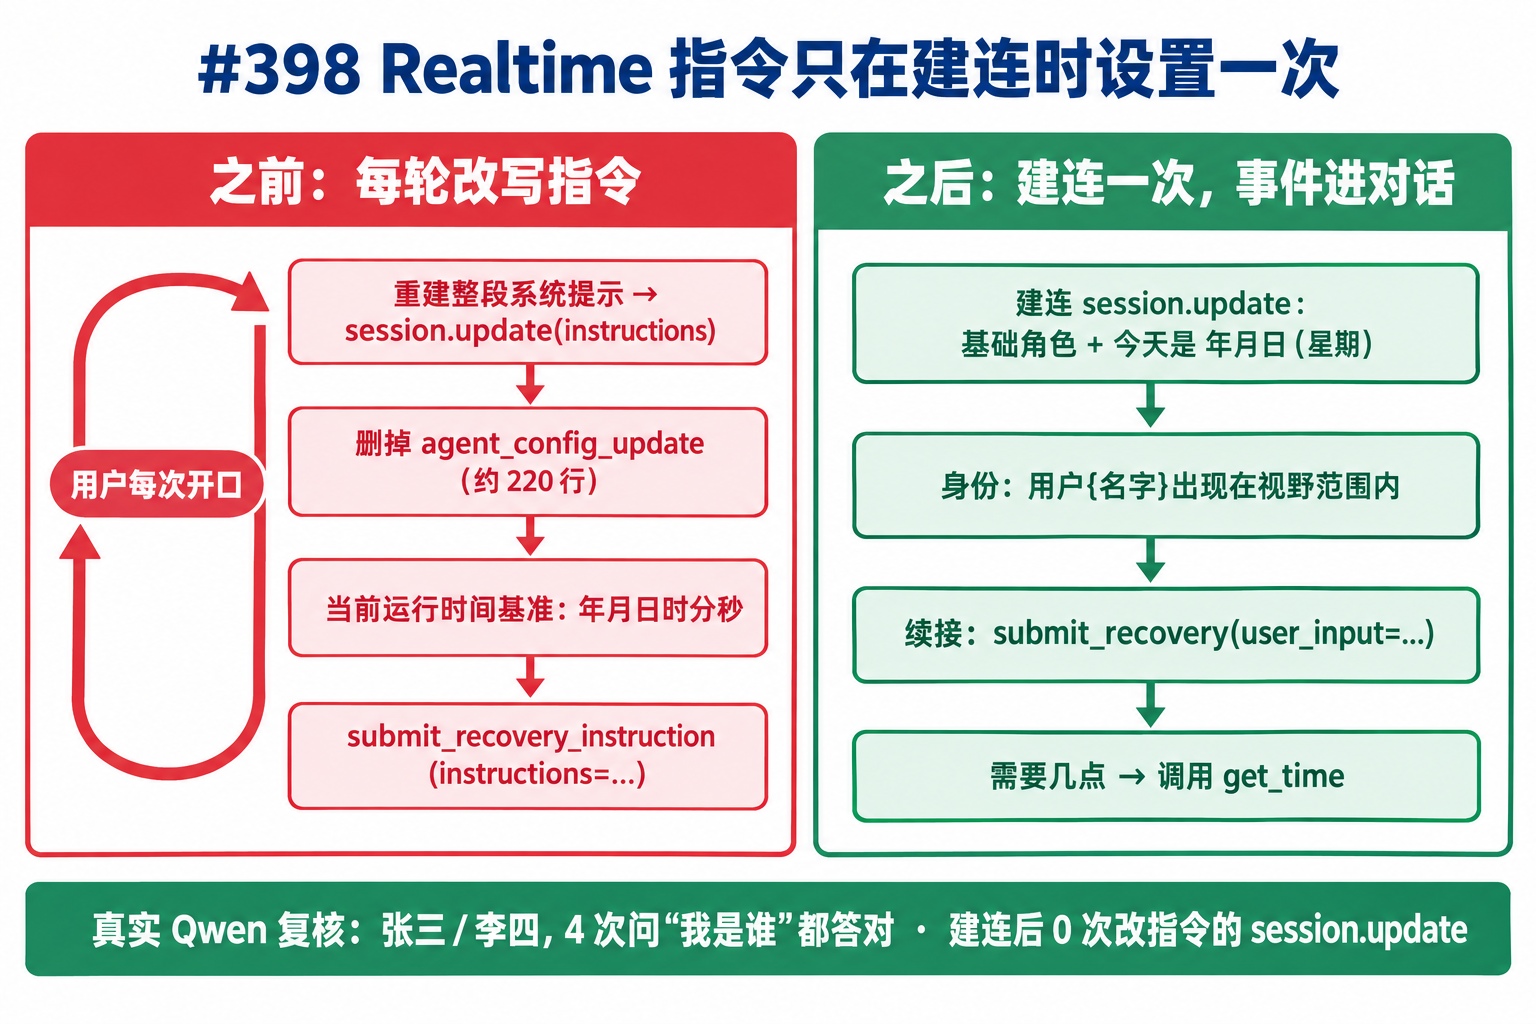 #398 Realtime 指令只在建连时设置一次
之前：每轮改写指令
用户每次开口
重建整段系统提示 →
session.update(instructions)
删掉 agent_config_update
(约 220 行)
当前运行时间基准：年月日时分秒
submit_recovery_instruction
(instructions=...)
之后：建连一次，事件进对话
建连 session.update：
基础角色 + 今天是 年月日 (星期)
身份：用户{名字}出现在视野范围内
续接：submit_recovery(user_input=...)
需要几点 → 调用 get_time
真实 Qwen 复核：张三 / 李四，4 次问“我是谁”都答对 · 建连后 0 次改指令的 session.update